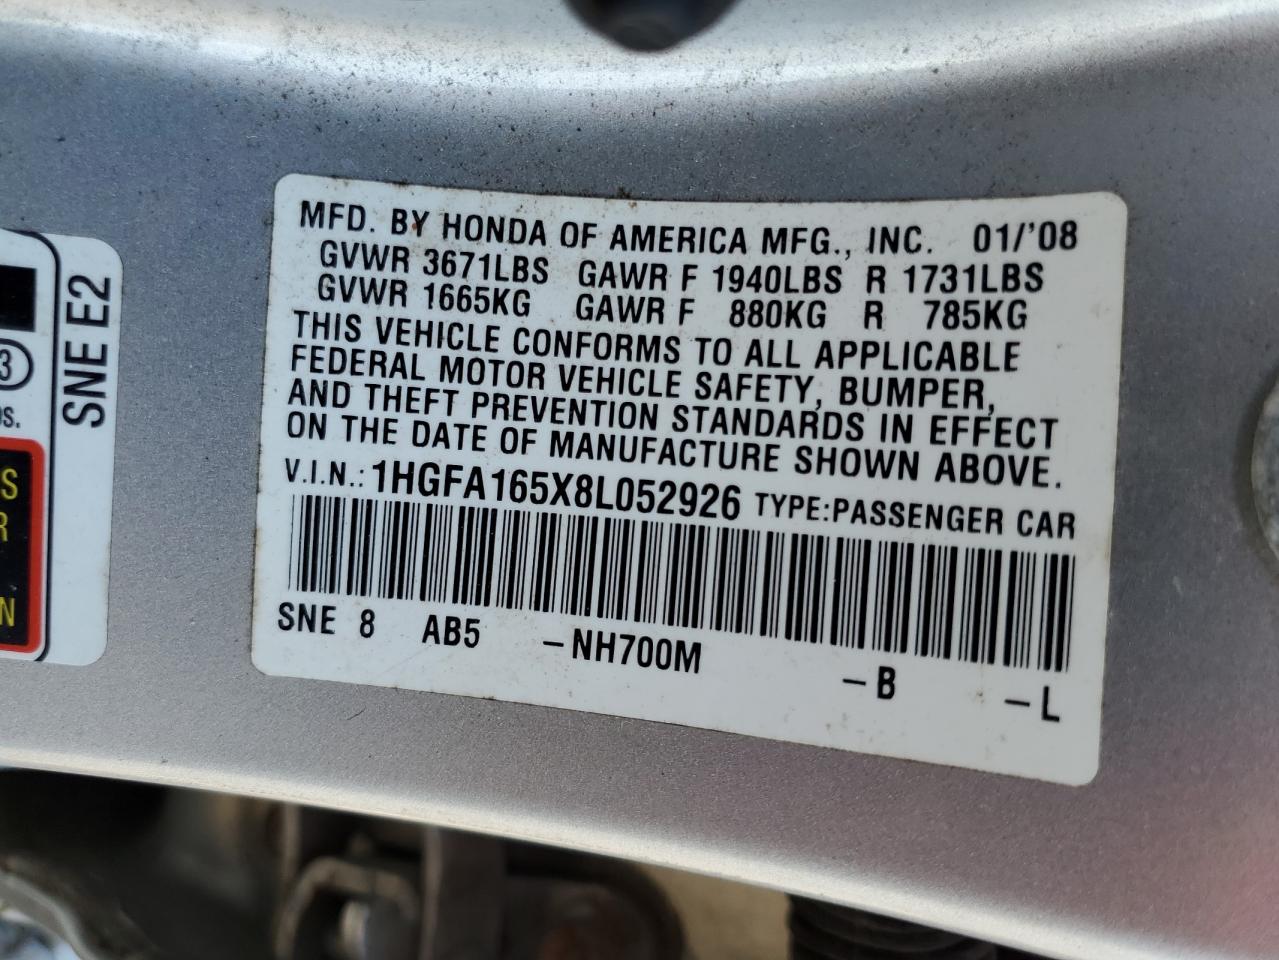 MFD. BY HONDA OF AMERICA MFG., INC. 01/'08
GVWR 3671LBS GAWR F 1940LBS R 1731LBS
GVWR 1665KG GAWR F 880KG R 785KG
THIS VEHICLE CONFORMS TO ALL APPLICABLE
FEDERAL MOTOR VEHICLE SAFETY, BUMPER,
AND THEFT PREVENTION STANDARDS IN EFFECT
ON THE DATE OF MANUFACTURE SHOWN ABOVE.
V.I.N.: 1HGFA165X8L052926 TYPE:PASSENGER CAR
SNE 8 AB5 -NH700M -B -L
SNE E2
3
S
R
N